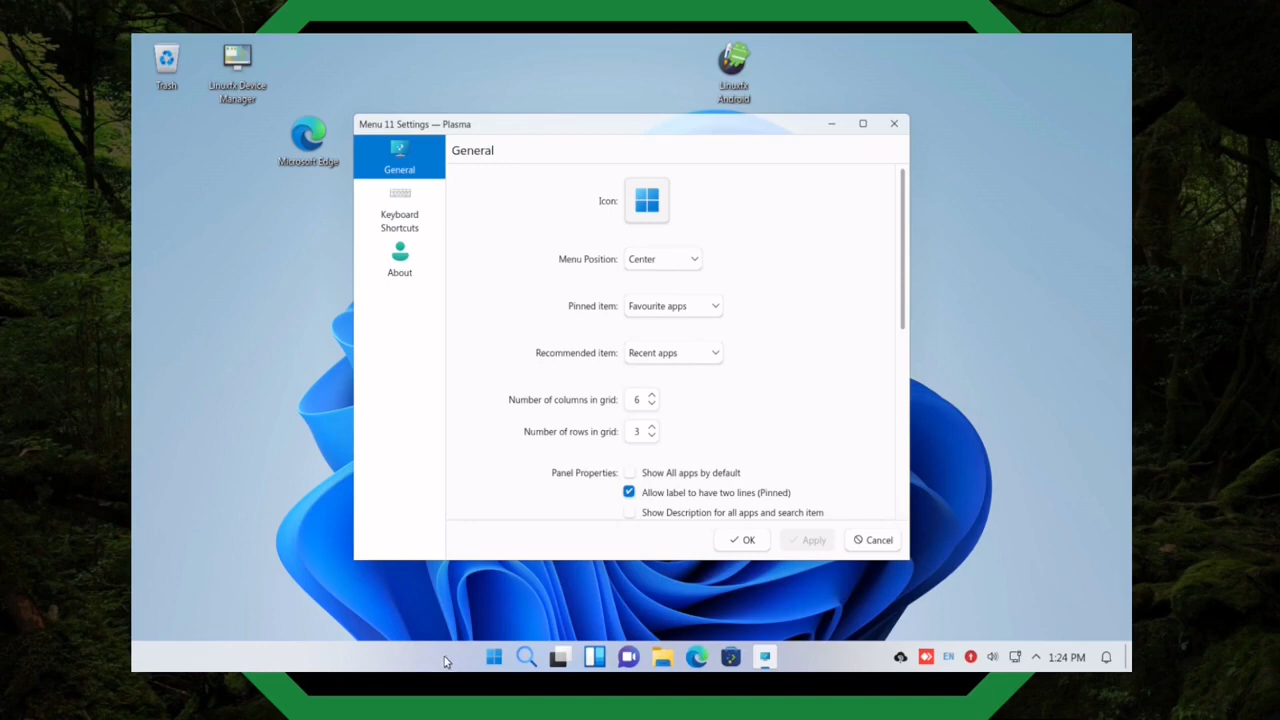 Trash
Linuxfx Device
Manager
Linuxfx
Android
Microsoft Edge
Menu 11 Settings — Plasma
General
Keyboard
Shortcuts
About
General
Icon:
Menu Position: Center
Pinned item: Favourite apps
Recommended item: Recent apps
Number of columns in grid: 6
Number of rows in grid: 3
Panel Properties: Show All apps by default
Allow label to have two lines (Pinned)
Show Description for all apps and search item
OK Apply Cancel
EN 1:24 PM